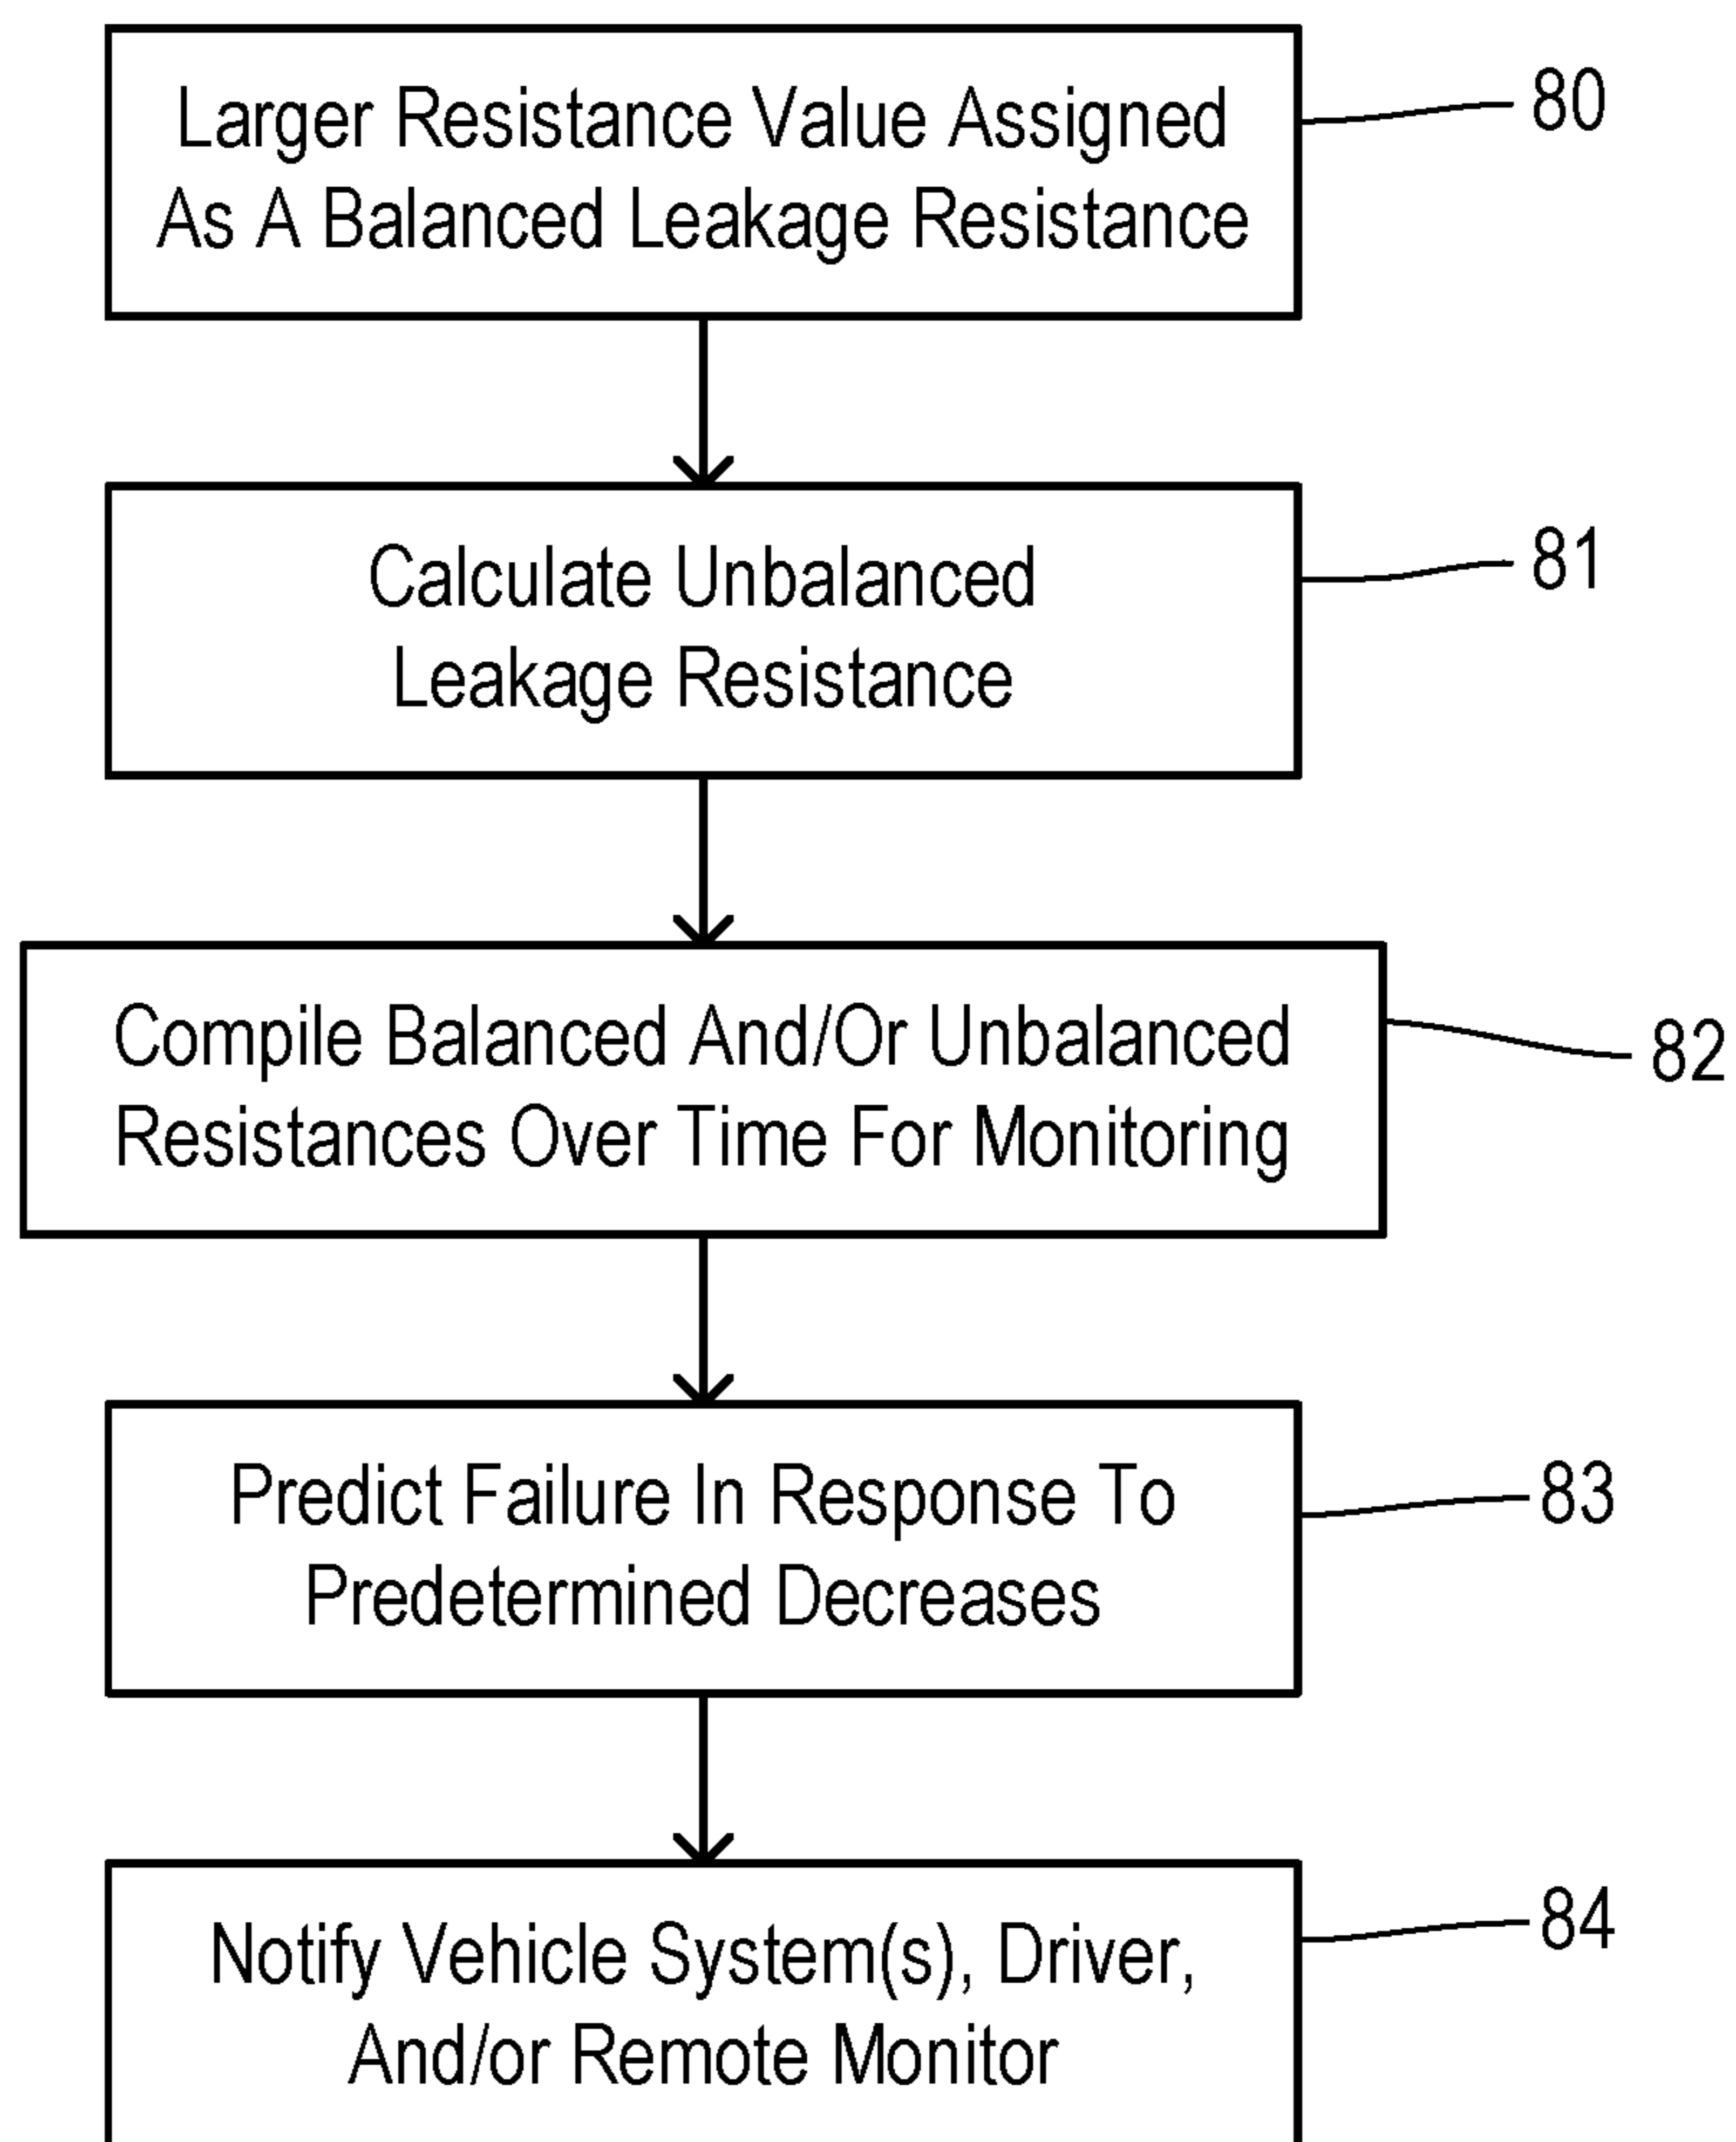 Larger Resistance Value Assigned
As A Balanced Leakage Resistance
80
Calculate Unbalanced
Leakage Resistance
81
Compile Balanced And/Or Unbalanced
Resistances Over Time For Monitoring
82
Predict Failure In Response To
Predetermined Decreases
83
Notify Vehicle System(s), Driver,
And/or Remote Monitor
84